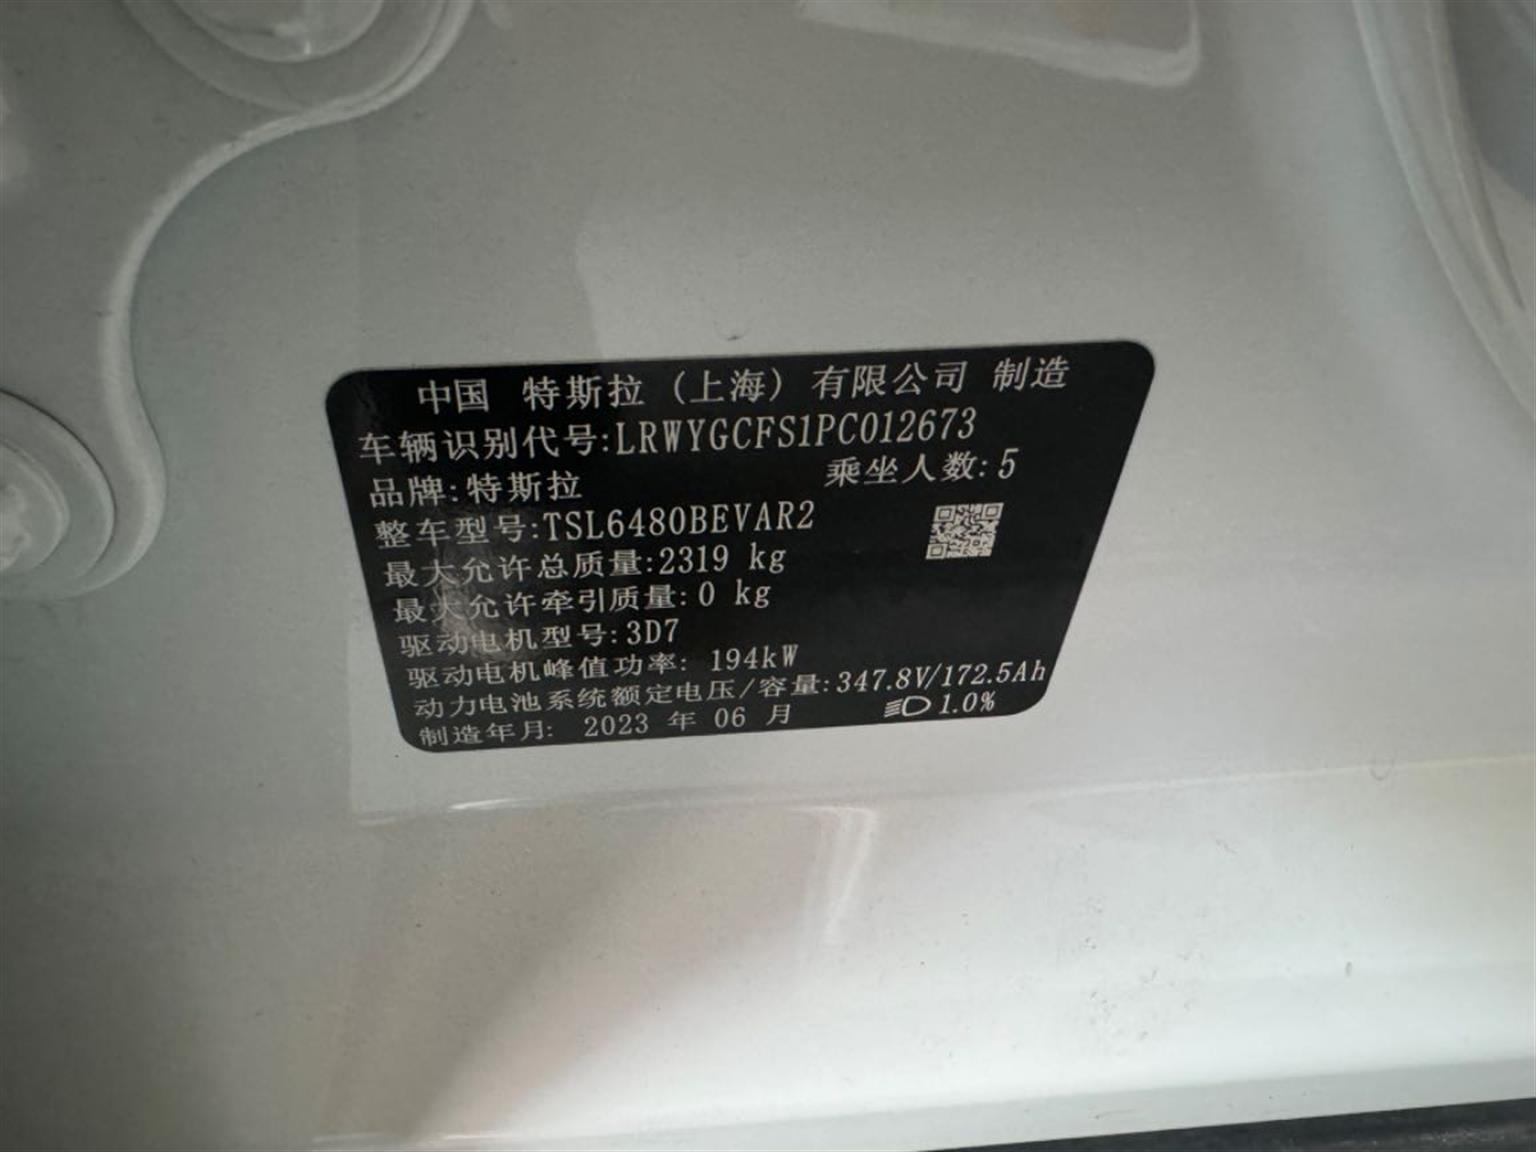 中国 特斯拉（上海）有限公司 制造
车辆识别代号:LRWYGCFS1PC012673
品牌:特斯拉 乘坐人数:5
整车型号:TSL6480BEVAR2
最大允许总质量:2319 kg
最大允许牵引质量:0 kg
驱动电机型号:3D7
驱动电机峰值功率: 194kW
动力电池系统额定电压/容量:347.8V/172.5Ah
制造年月: 2023 年 06 月 1.0%